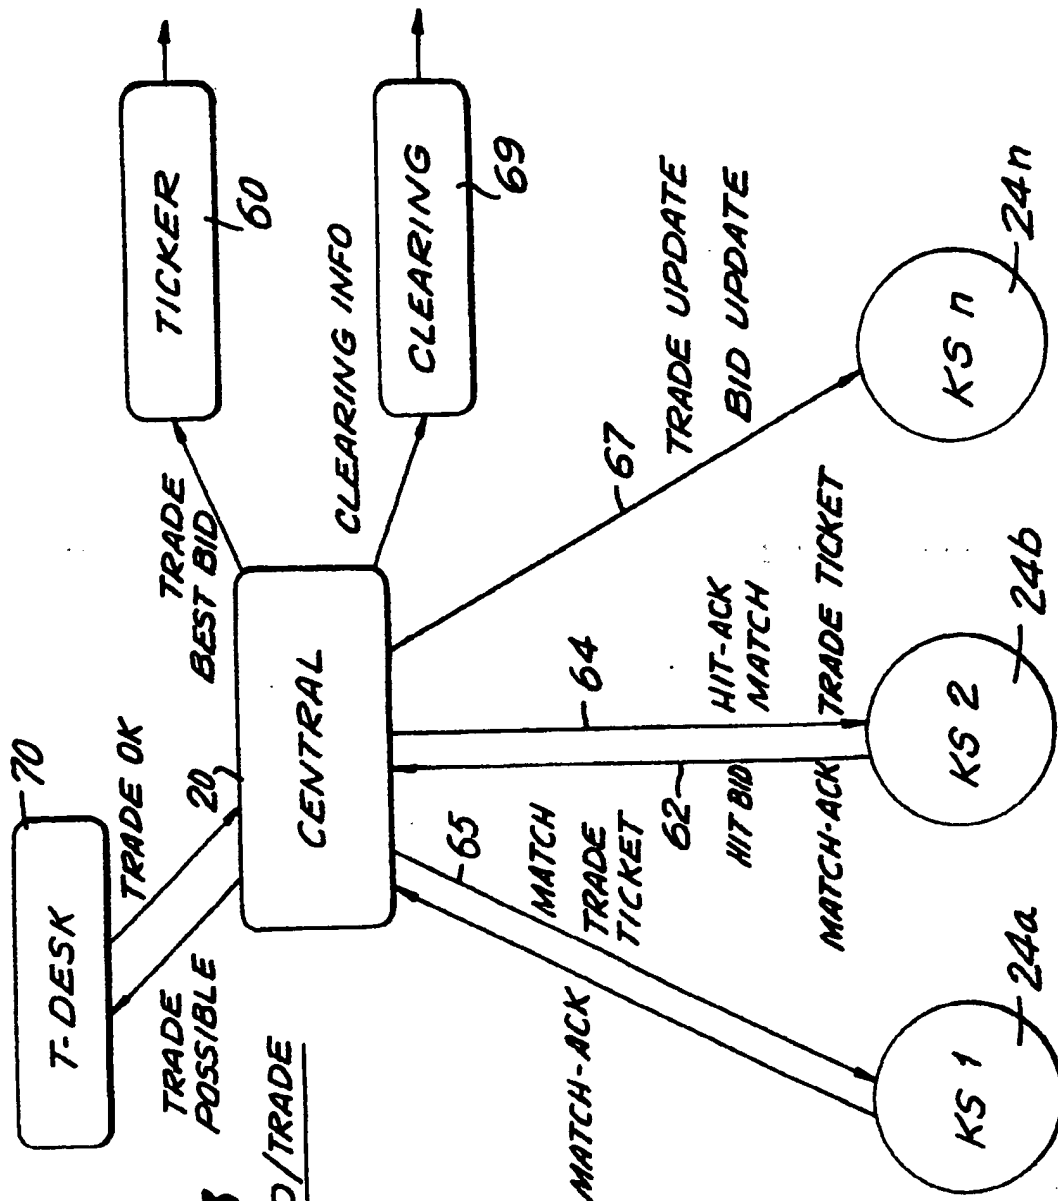 T-DESK
70
TRADE OK
TRADE
POSSIBLE
20
CENTRAL
TRADE
BEST BID
TICKER
60
CLEARING INFO
CLEARING
69
65
MATCH
TRADE
TICKET
MATCH-ACK
62
HIT BID
MATCH-ACK
64
HIT-ACK
MATCH
TRADE TICKET
67
TRADE UPDATE
BID UPDATE
KS 1
24a
KS 2
24b
KS n
24n
/TRADE